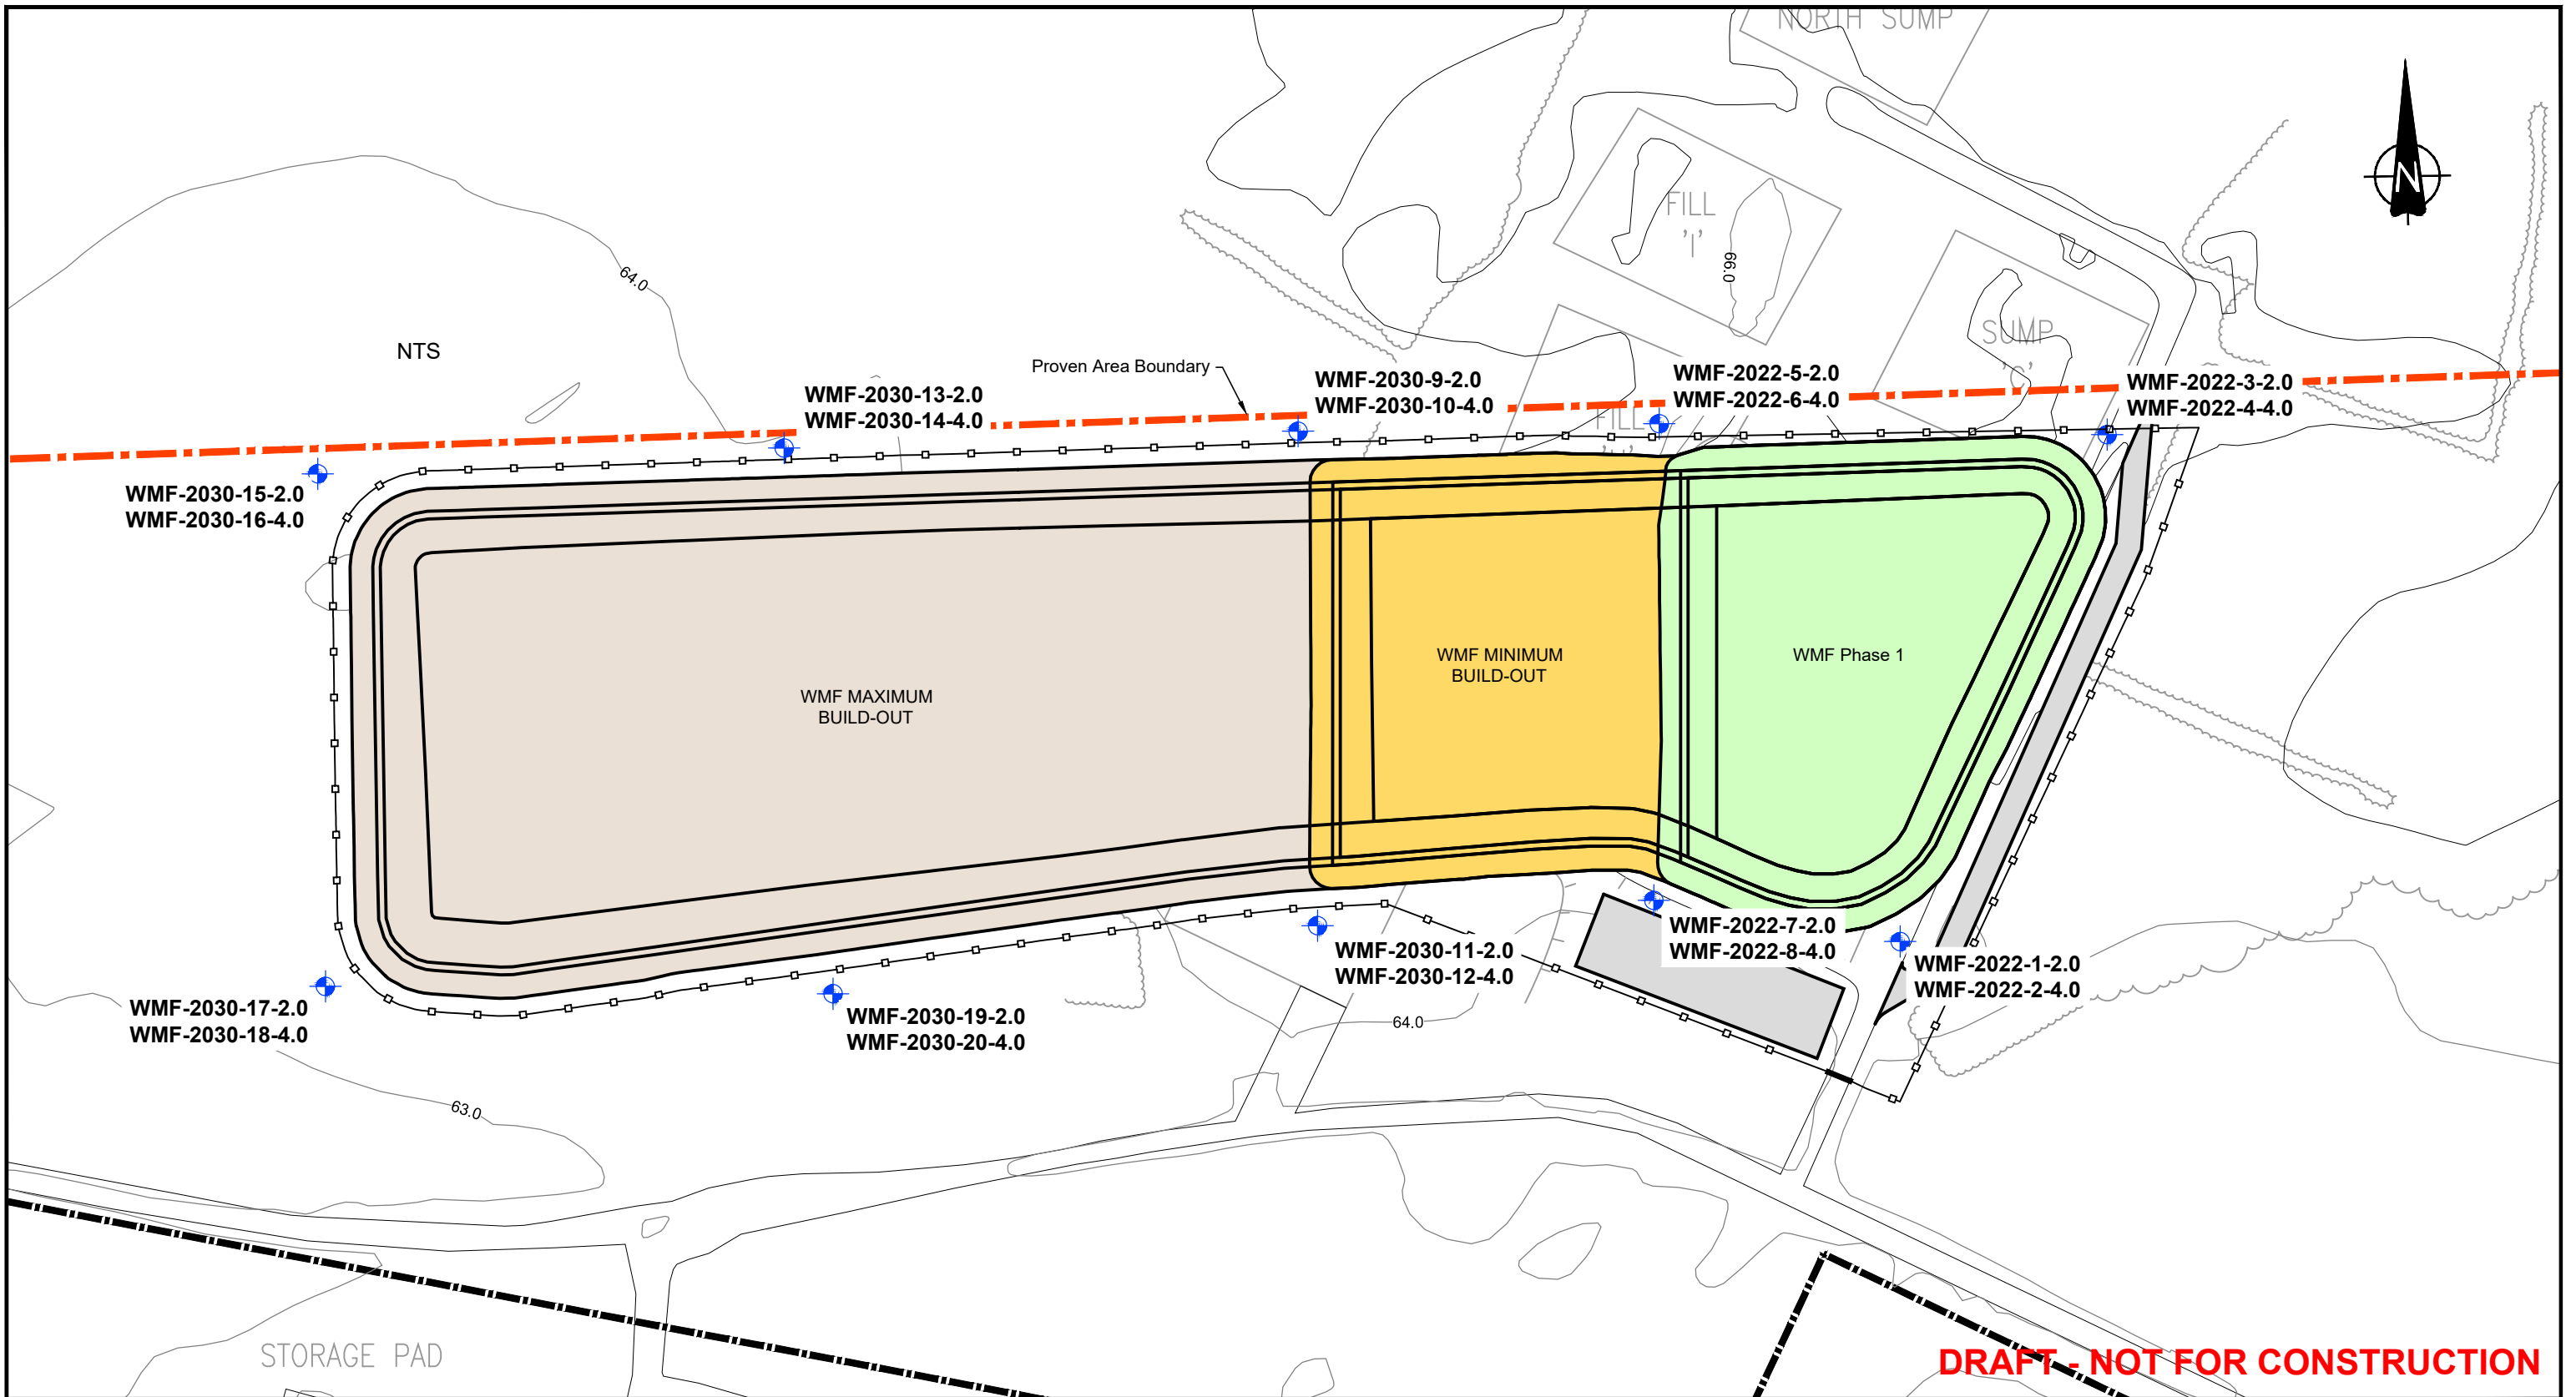 NORTH SUMP
N
FILL
'I'
66.0
64.0
SUMP
'C'
NTS
Proven Area Boundary
WMF-2030-13-2.0
WMF-2030-14-4.0
WMF-2030-9-2.0
WMF-2030-10-4.0
WMF-2022-5-2.0
WMF-2022-6-4.0
WMF-2022-3-2.0
WMF-2022-4-4.0
FILL
WMF-2030-15-2.0
WMF-2030-16-4.0
WMF MAXIMUM
BUILD-OUT
WMF MINIMUM
BUILD-OUT
WMF Phase 1
WMF-2022-7-2.0
WMF-2022-8-4.0
WMF-2030-11-2.0
WMF-2030-12-4.0
WMF-2022-1-2.0
WMF-2022-2-4.0
WMF-2030-17-2.0
WMF-2030-18-4.0
WMF-2030-19-2.0
WMF-2030-20-4.0
64.0
63.0
STORAGE PAD
DRAFT - NOT FOR CONSTRUCTION